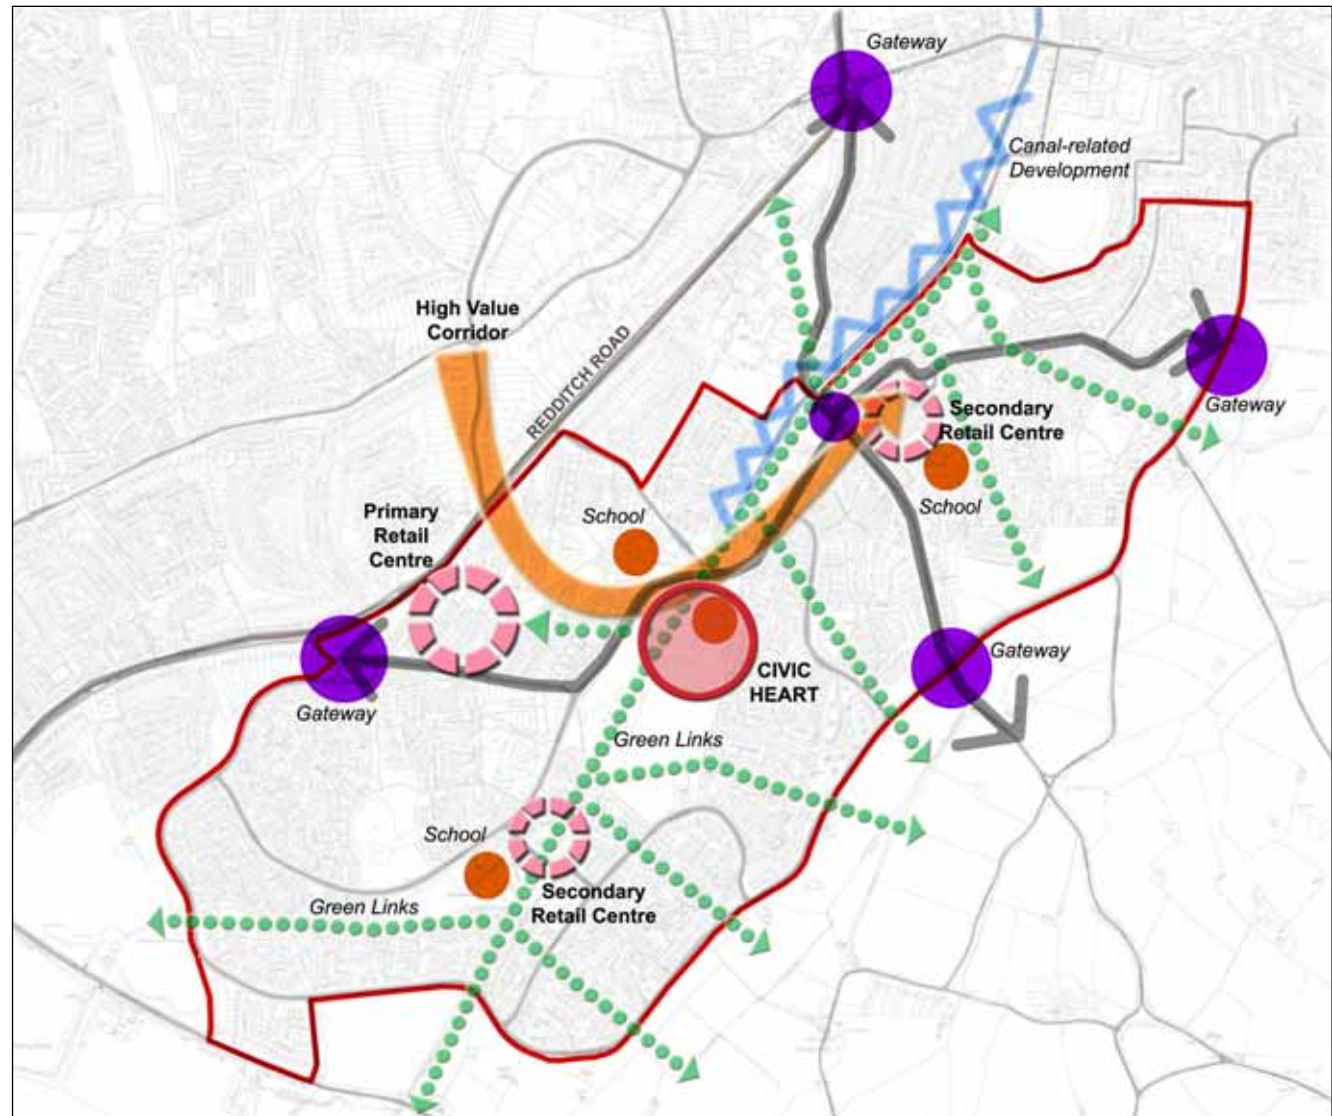 Gateway
Canal-related
Development
High Value
Corridor
REDDITCH ROAD
Gateway
Secondary
Retail Centre
School
Primary
Retail
Centre
School
Gateway
CIVIC
HEART
Gateway
Green Links
School
Secondary
Retail Centre
Green Links